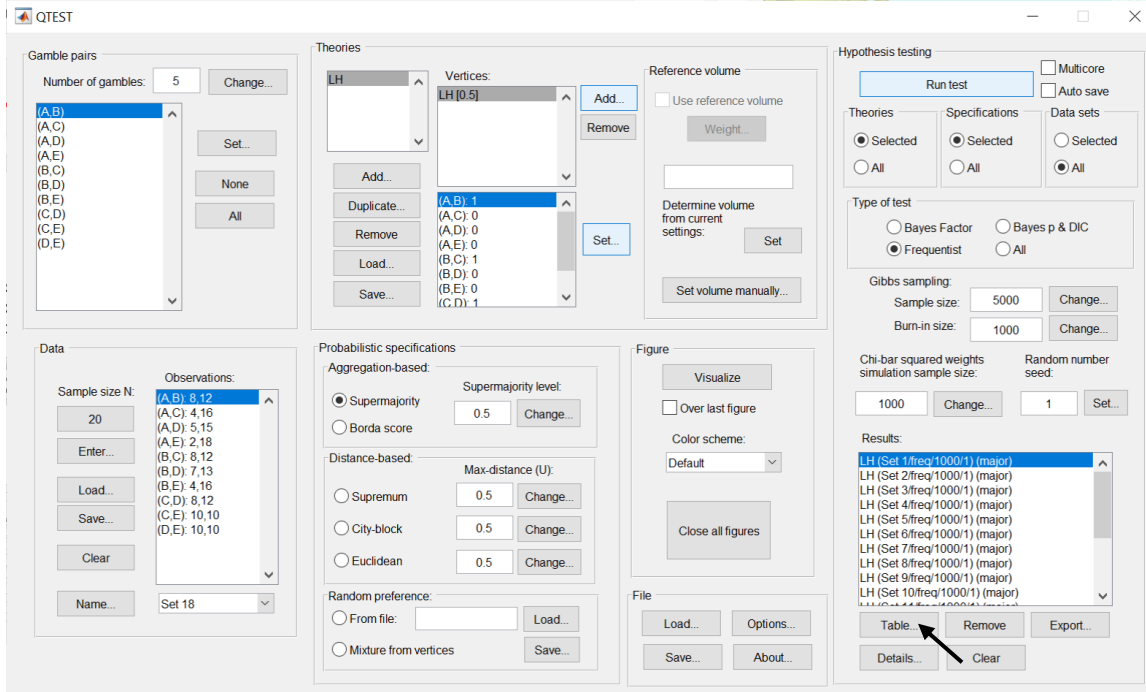 QTEST
Gamble pairs
Number of gambles: 5 Change...
(A,B)
(A,C)
(A,D)
(A,E)
(B,C)
(B,D)
(B,E)
(C,D)
(C,E)
(D,E)
Set...
None
All
Theories
LH
Add...
Duplicate...
Remove
Load...
Save...
Vertices:
LH [0.5]
Add...
Remove
(A,B): 1
(A,C): 0
(A,D): 0
(A,E): 0
(B,C): 1
(B,D): 0
(B,E): 0
(C,D): 1
Set...
Reference volume
Use reference volume
Weight...
Determine volume
from current
settings:
Set
Set volume manually...
Hypothesis testing
Run test
Multicore
Auto save
Theories
Selected
All
Specifications
Selected
All
Data sets
Selected
All
Type of test
Bayes Factor
Bayes p & DIC
Frequentist
All
Gibbs sampling:
Sample size: 5000 Change...
Burn-in size: 1000 Change...
Chi-bar squared weights
simulation sample size:
1000 Change...
Random number
seed:
1 Set...
Results:
LH (Set 1/freq/1000/1) (major)
LH (Set 2/freq/1000/1) (major)
LH (Set 3/freq/1000/1) (major)
LH (Set 4/freq/1000/1) (major)
LH (Set 5/freq/1000/1) (major)
LH (Set 6/freq/1000/1) (major)
LH (Set 7/freq/1000/1) (major)
LH (Set 8/freq/1000/1) (major)
LH (Set 9/freq/1000/1) (major)
LH (Set 10/freq/1000/1) (major)
Table... Remove Export...
Details... Clear
Data
Sample size N:
20
Enter...
Load...
Save...
Clear
Name...
Observations:
(A,B): 8,12
(A,C): 4,16
(A,D): 5,15
(A,E): 2,18
(B,C): 8,12
(B,D): 7,13
(B,E): 4,16
(C,D): 8,12
(C,E): 10,10
(D,E): 10,10
Set 18
Probabilistic specifications
Aggregation-based:
Supermajority
Borda score
Supermajority level:
0.5 Change...
Distance-based:
Max-distance (U):
Supremum 0.5 Change...
City-block 0.5 Change...
Euclidean 0.5 Change...
Random preference:
From file: Load...
Mixture from vertices Save...
Figure
Visualize
Over last figure
Color scheme:
Default
Close all figures
File
Load... Options...
Save... About...